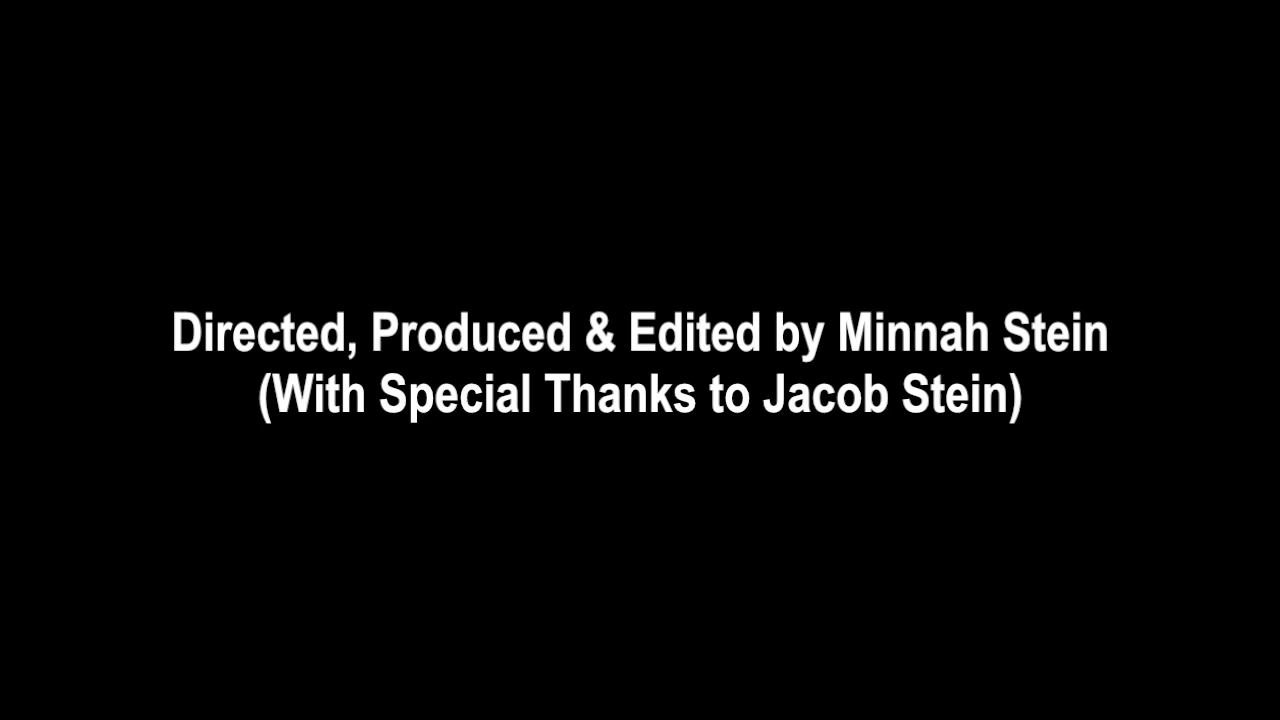 Directed, Produced & Edited by Minnah Stein
(With Special Thanks to Jacob Stein)